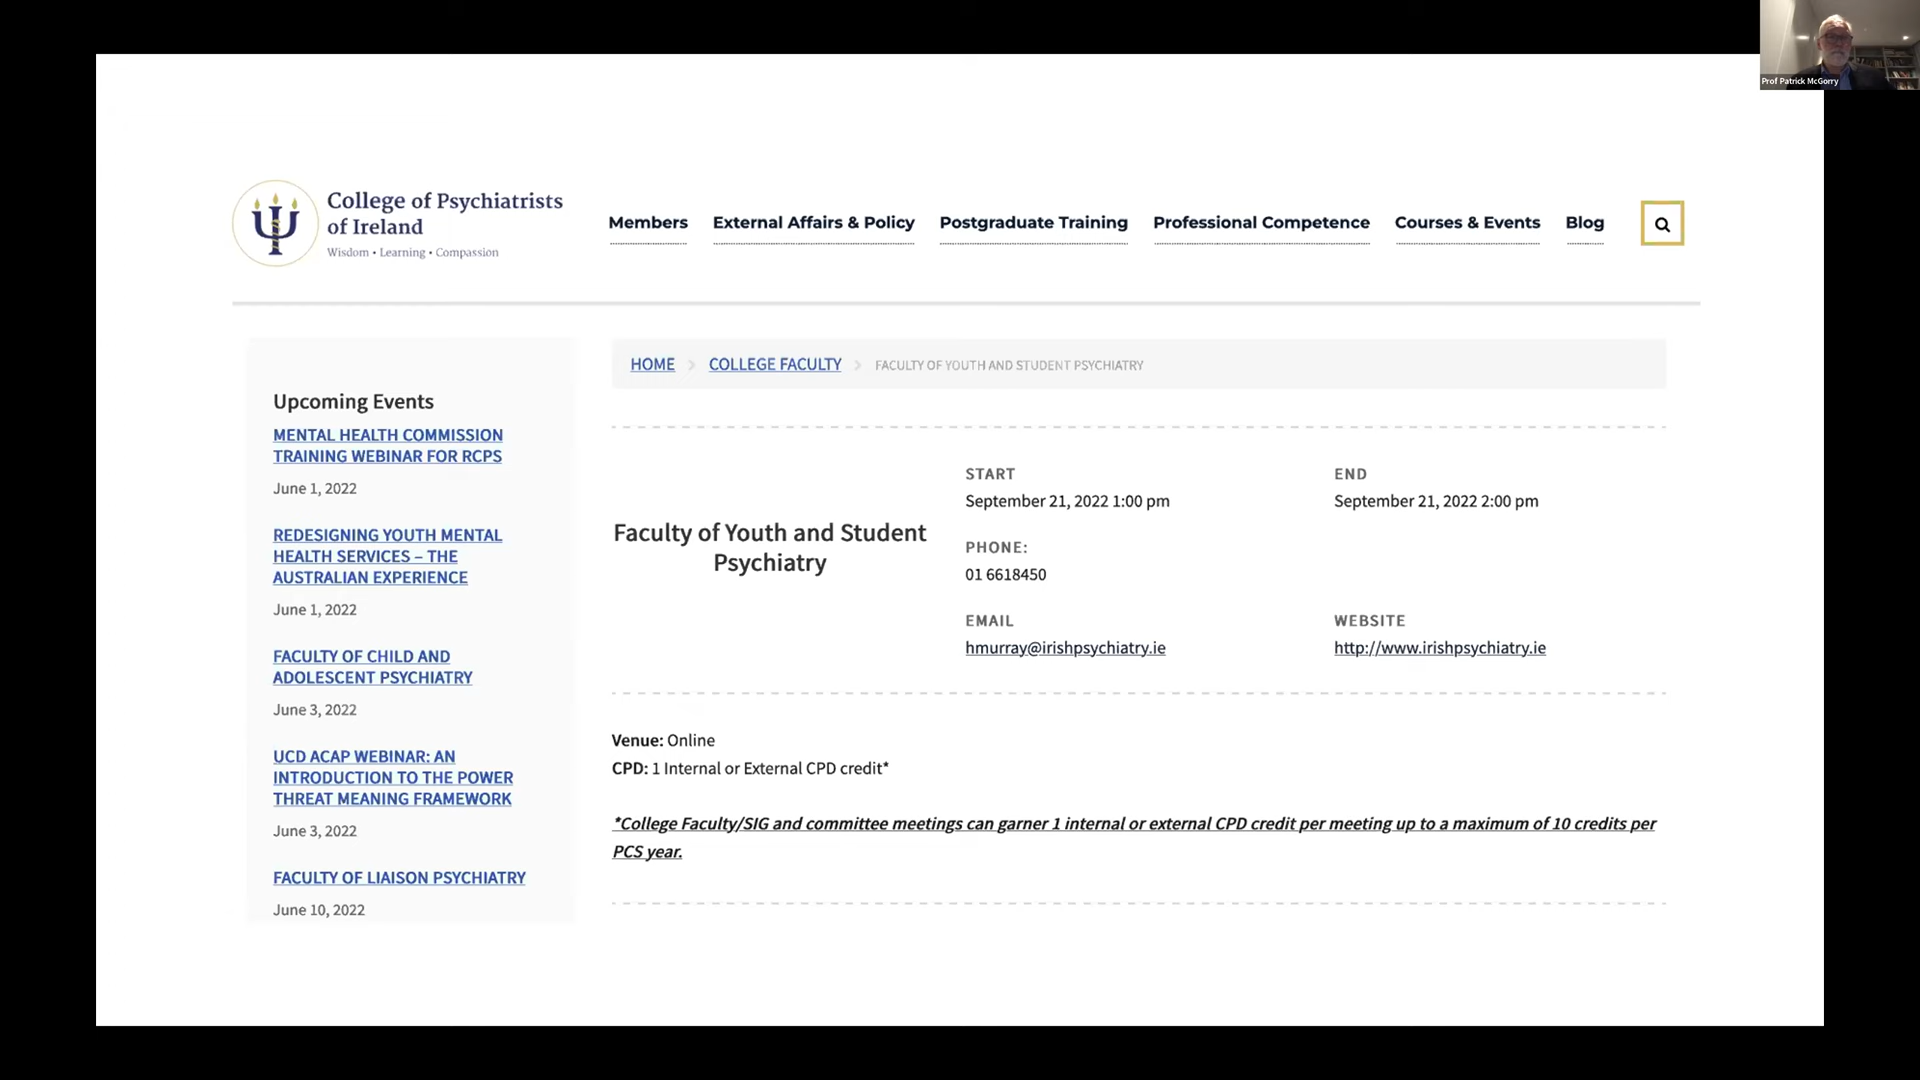 Prof Patrick McGorry
College of Psychiatrists
of Ireland
Wisdom • Learning • Compassion
Members
External Affairs & Policy
Postgraduate Training
Professional Competence
Courses & Events
Blog
Upcoming Events
MENTAL HEALTH COMMISSION
TRAINING WEBINAR FOR RCPS
June 1, 2022
REDESIGNING YOUTH MENTAL
HEALTH SERVICES – THE
AUSTRALIAN EXPERIENCE
June 1, 2022
FACULTY OF CHILD AND
ADOLESCENT PSYCHIATRY
June 3, 2022
UCD ACAP WEBINAR: AN
INTRODUCTION TO THE POWER
THREAT MEANING FRAMEWORK
June 3, 2022
FACULTY OF LIAISON PSYCHIATRY
June 10, 2022
HOME > COLLEGE FACULTY > FACULTY OF YOUTH AND STUDENT PSYCHIATRY
Faculty of Youth and Student
Psychiatry
START
September 21, 2022 1:00 pm
END
September 21, 2022 2:00 pm
PHONE:
01 6618450
EMAIL
hmurray@irishpsychiatry.ie
WEBSITE
http://www.irishpsychiatry.ie
Venue: Online
CPD: 1 Internal or External CPD credit*
*College Faculty/SIG and committee meetings can garner 1 internal or external CPD credit per meeting up to a maximum of 10 credits per
PCS year.